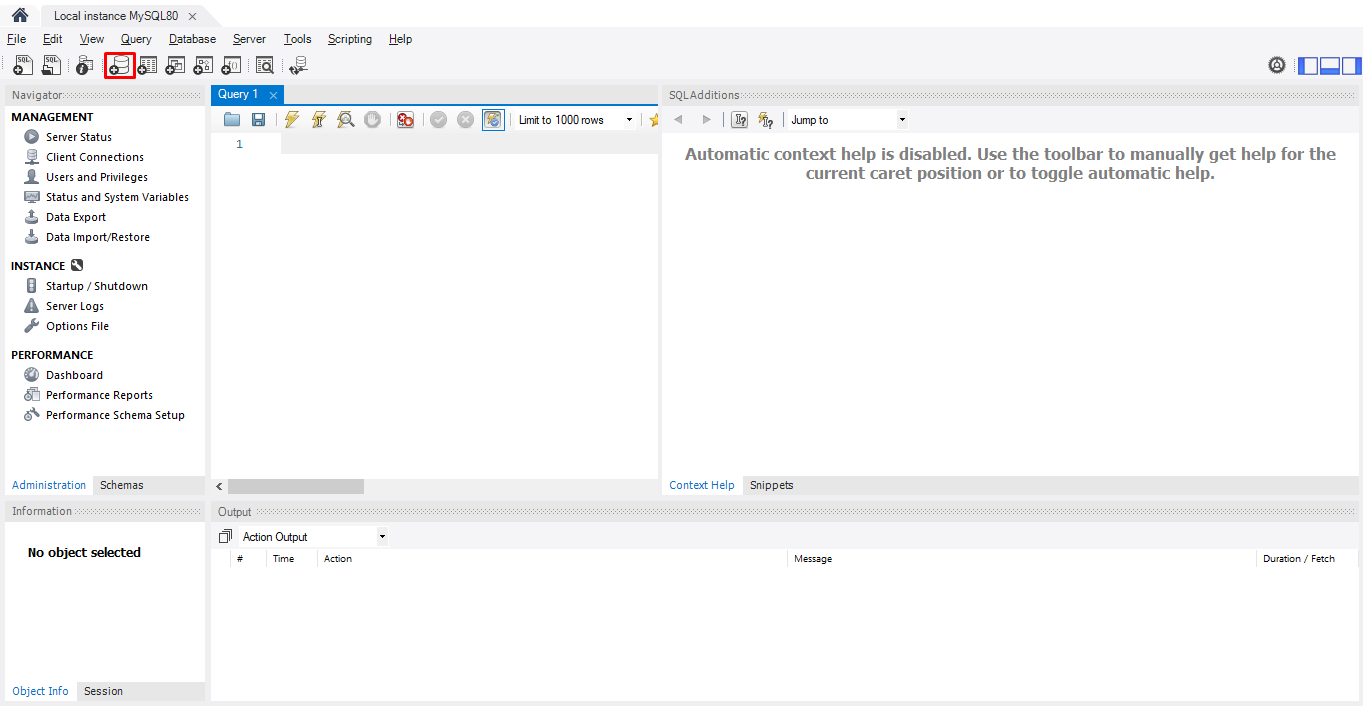 Local instance MySQL80
File Edit View Query Database Server Tools Scripting Help
SQL SQL
Navigator
MANAGEMENT
Server Status
Client Connections
Users and Privileges
Status and System Variables
Data Export
Data Import/Restore
INSTANCE
Startup / Shutdown
Server Logs
Options File
PERFORMANCE
Dashboard
Performance Reports
Performance Schema Setup
Administration Schemas
Query 1
Limit to 1000 rows
1
SQLAdditions
Jump to
Automatic context help is disabled. Use the toolbar to manually get help for the
current caret position or to toggle automatic help.
Context Help Snippets
Information
No object selected
Object Info Session
Output
Action Output
# Time Action Message Duration / Fetch